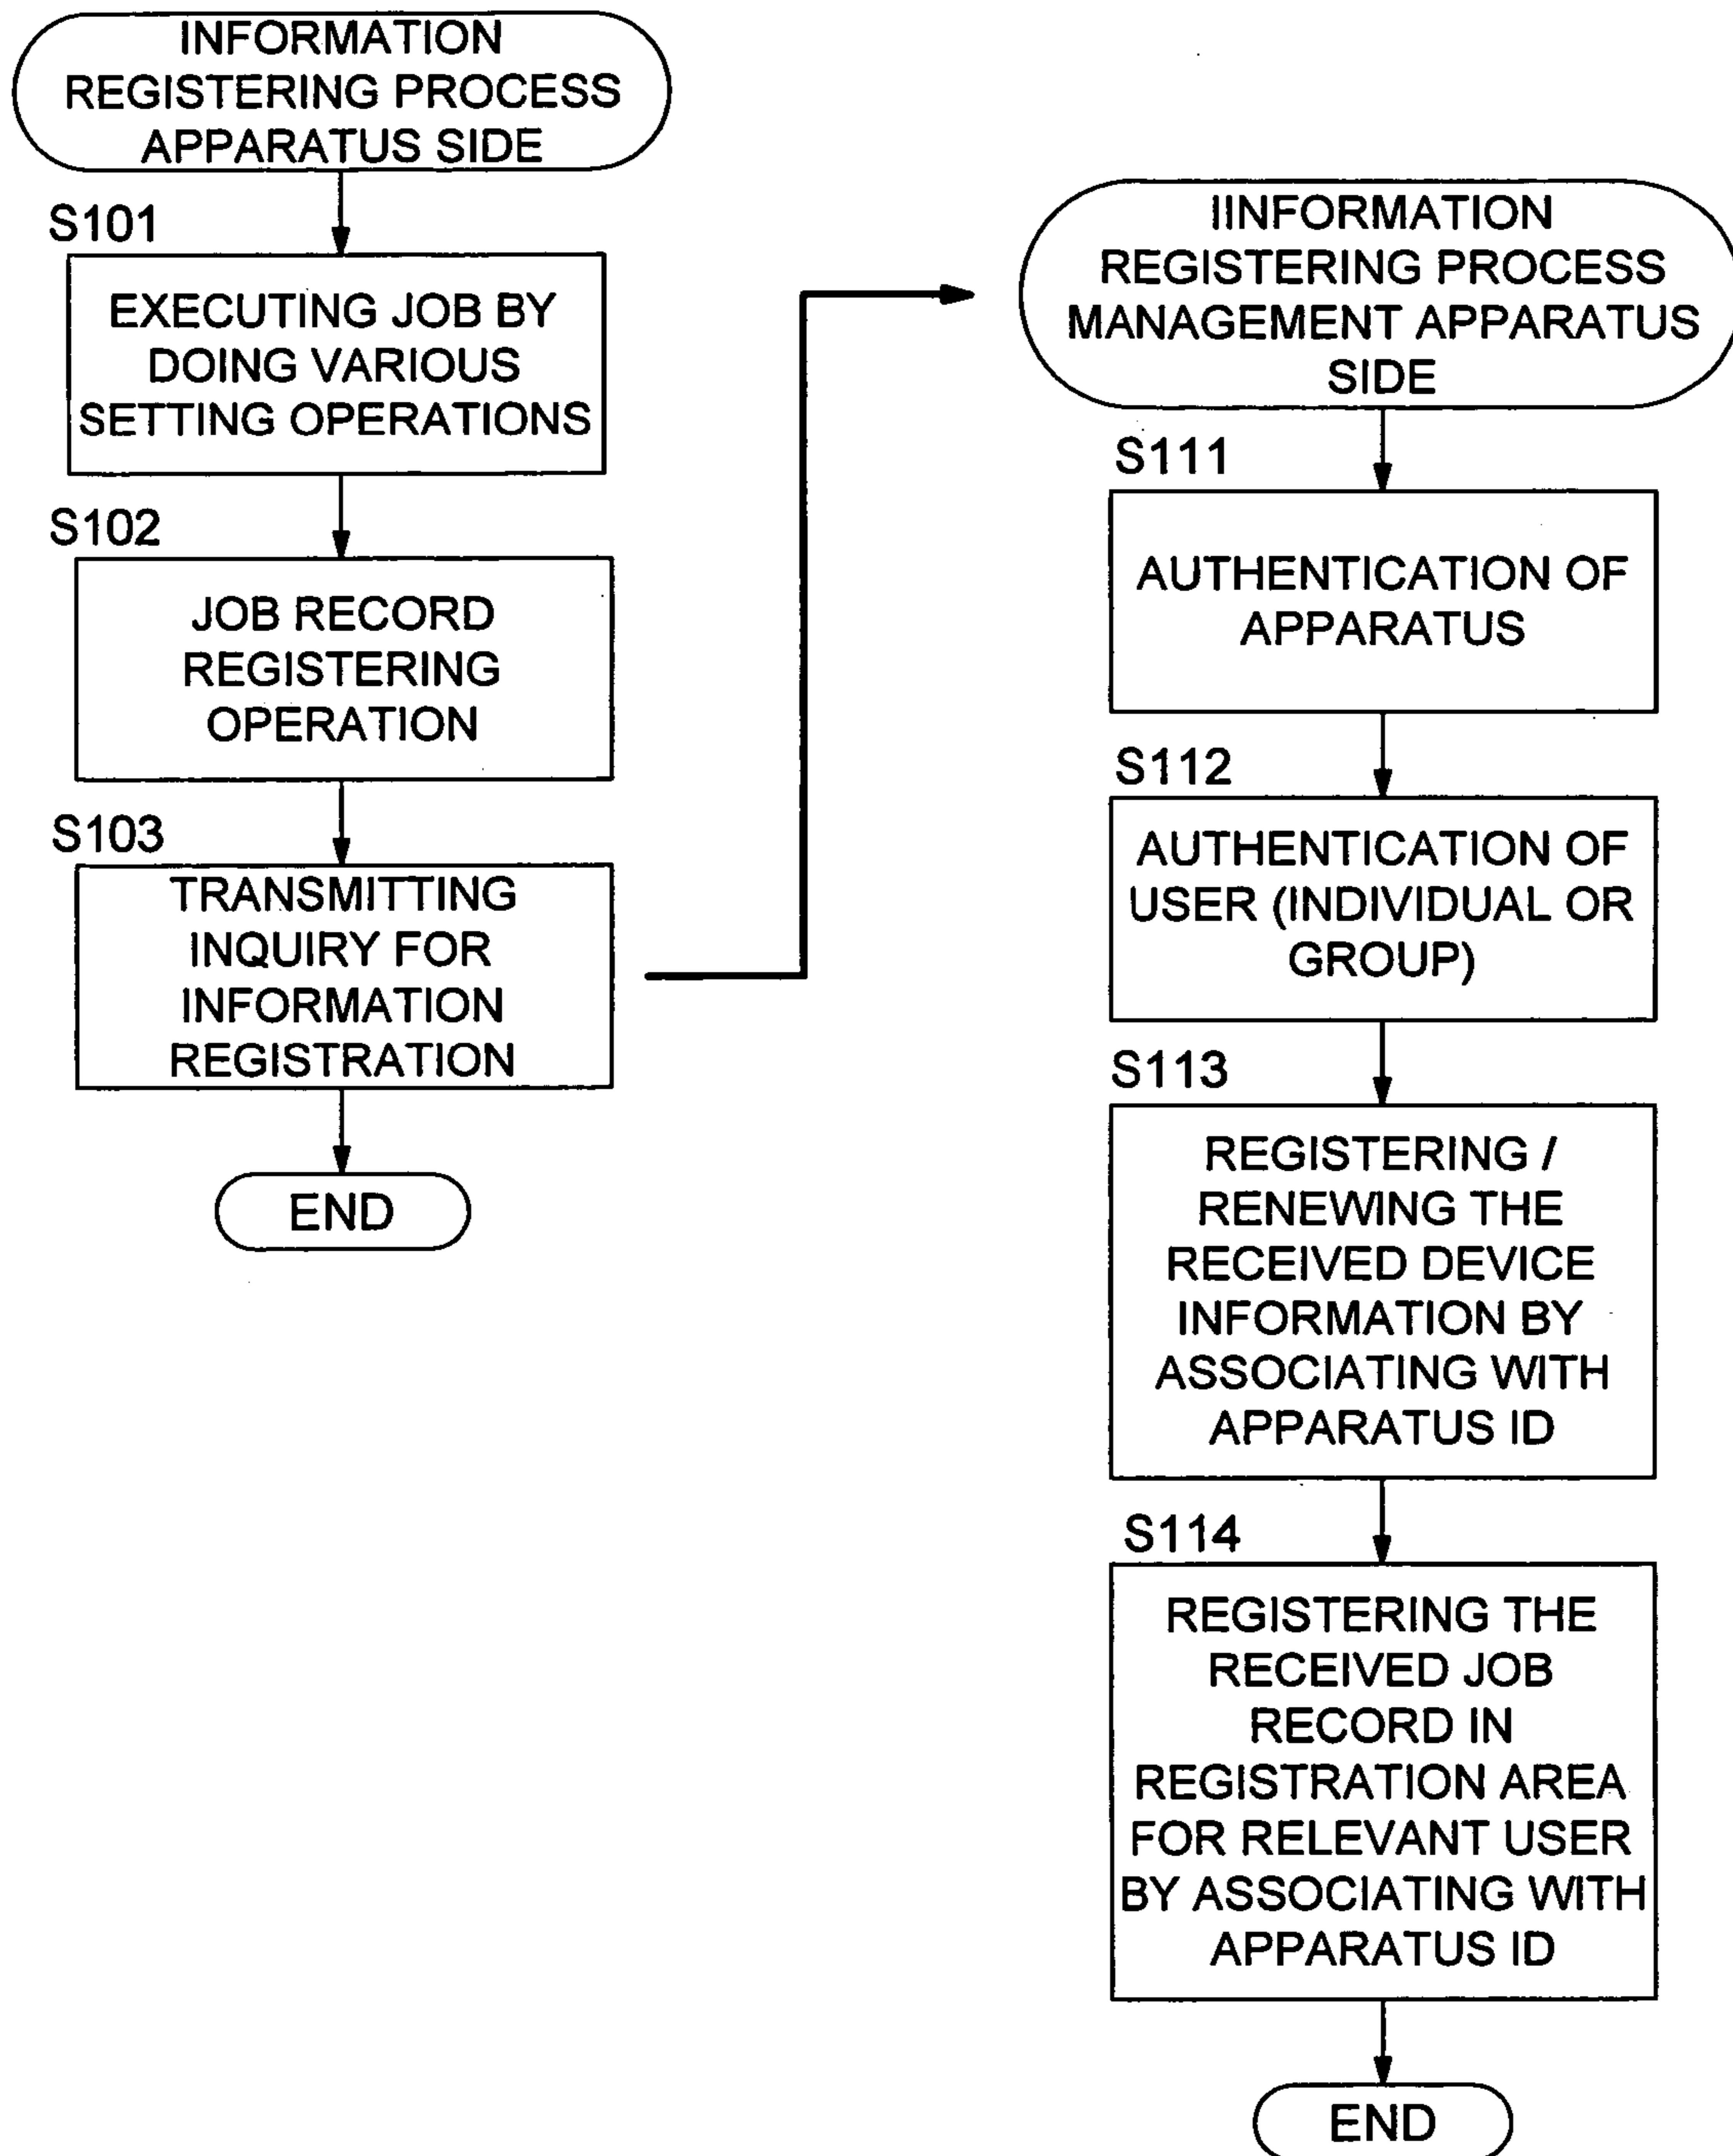 INFORMATION
REGISTERING PROCESS
APPARATUS SIDE
S101
EXECUTING JOB BY
DOING VARIOUS
SETTING OPERATIONS
S102
JOB RECORD
REGISTERING
OPERATION
S103
TRANSMITTING
INQUIRY FOR
INFORMATION
REGISTRATION
END
IINFORMATION
REGISTERING PROCESS
MANAGEMENT APPARATUS
SIDE
S111
AUTHENTICATION OF
APPARATUS
S112
AUTHENTICATION OF
USER (INDIVIDUAL OR
GROUP)
S113
REGISTERING /
RENEWING THE
RECEIVED DEVICE
INFORMATION BY
ASSOCIATING WITH
APPARATUS ID
S114
REGISTERING THE
RECEIVED JOB
RECORD IN
REGISTRATION AREA
FOR RELEVANT USER
BY ASSOCIATING WITH
APPARATUS ID
END